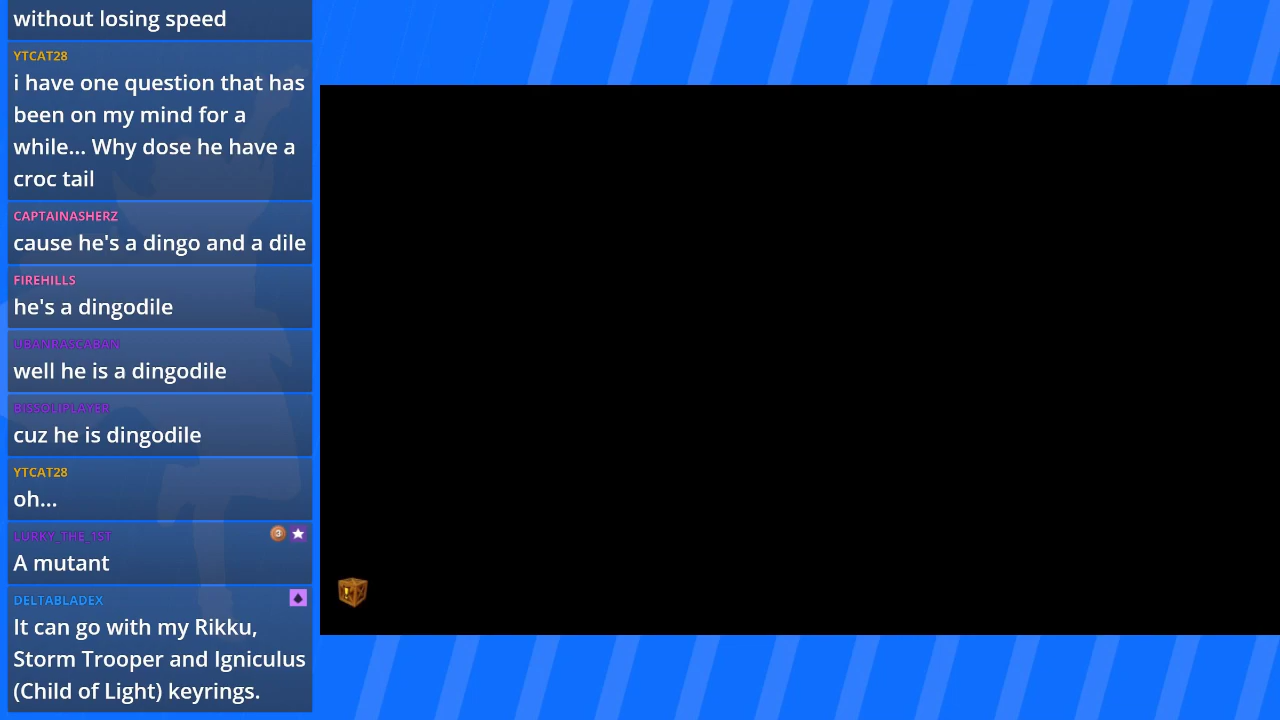 without losing speed
YTCAT28
i have one question that has
been on my mind for a
while... Why dose he have a
croc tail
CAPTAINASHERZ
cause he's a dingo and a dile
FIREHILLS
he's a dingodile
LIBANRASCABAN
well he is a dingodile
BISSOLIPLAYER
cuz he is dingodile
YTCAT28
oh...
LURKY_THE_1ST
3
A mutant
DELTABLADEX
It can go with my Rikku,
Storm Trooper and Igniculus
(Child of Light) keyrings.